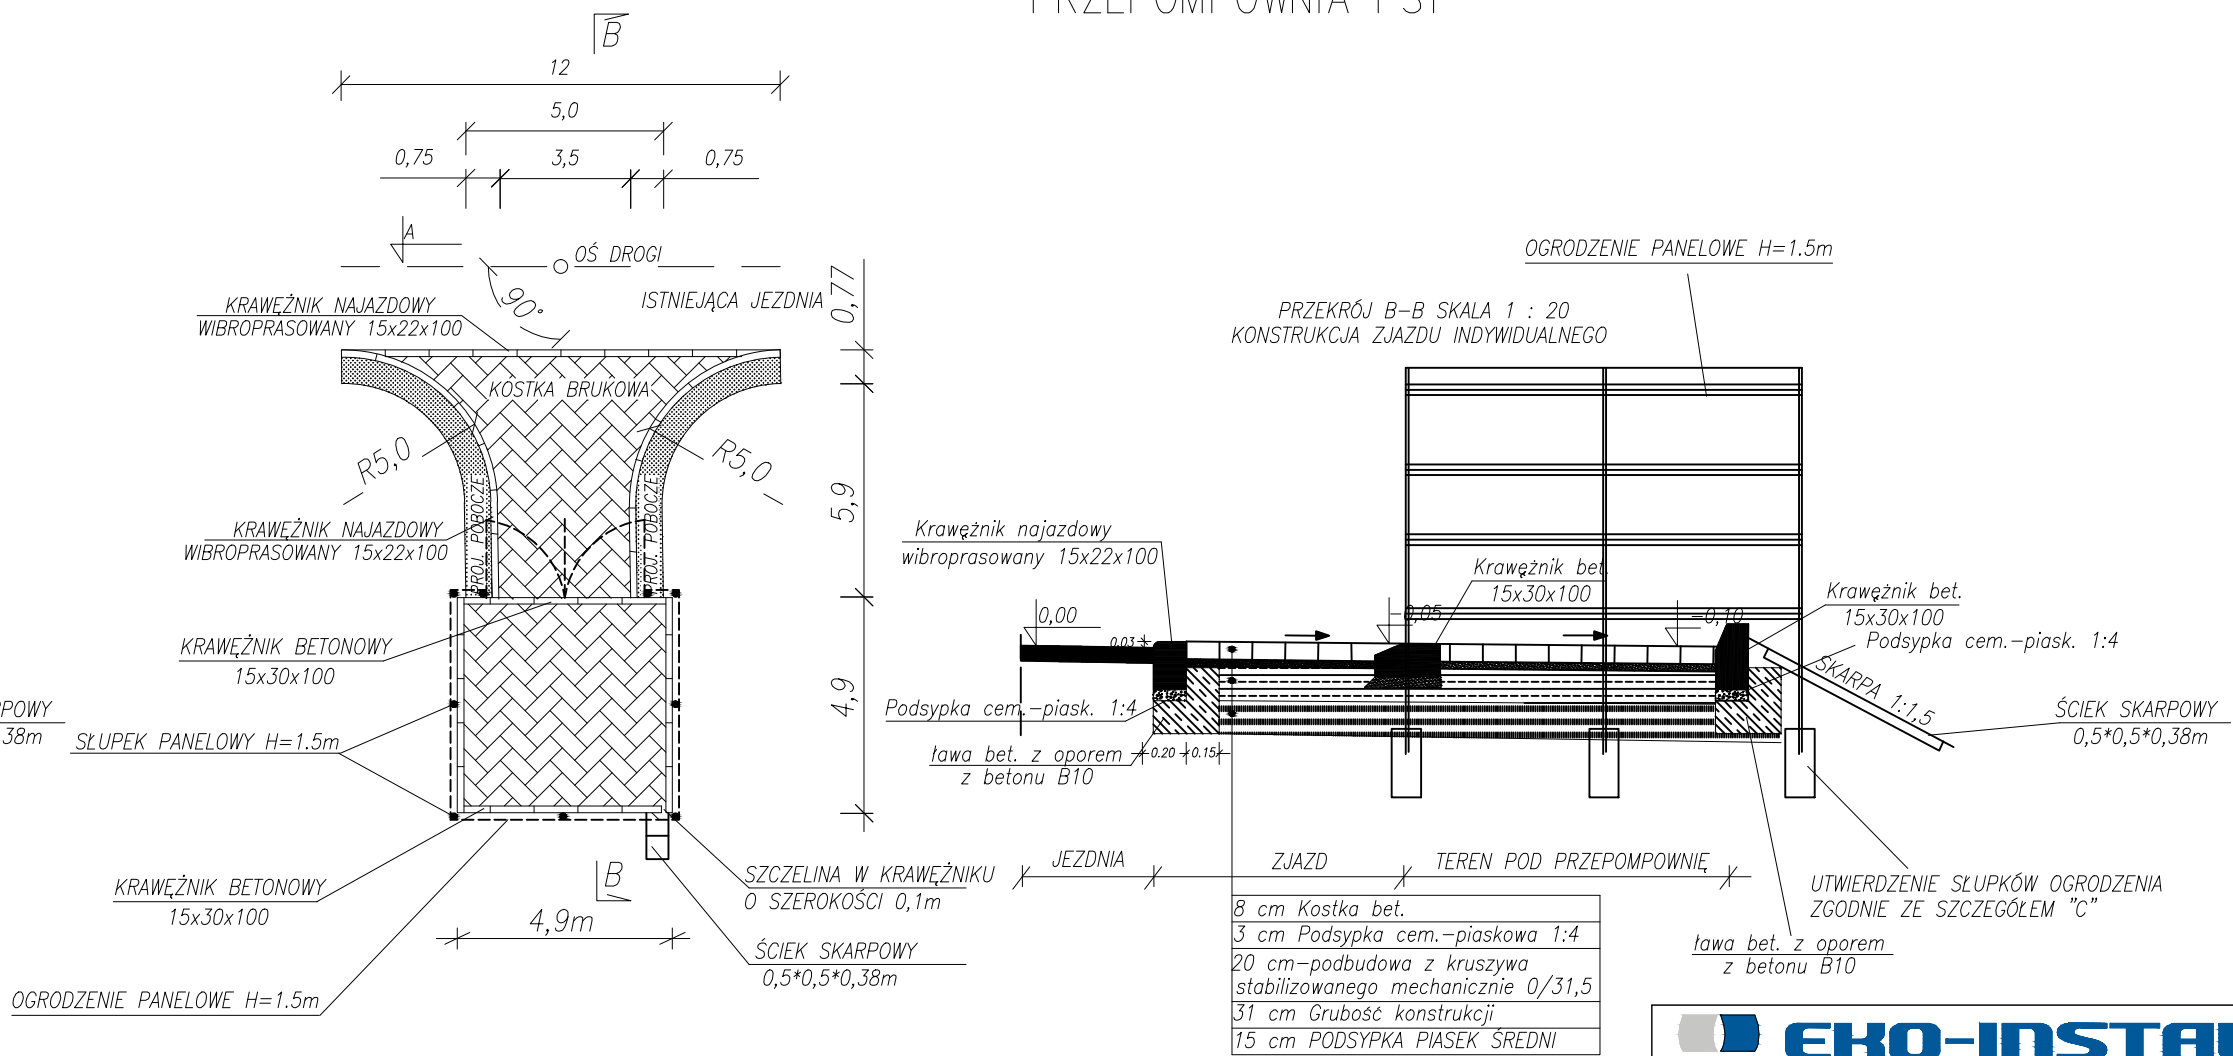 B
12
5,0
0,75
3,5
0,75
A
OŚ DROGI
90°
ISTNIEJĄCA JEZDNIA
0,77
KRAWĘŻNIK NAJAZDOWY
WIBROPRASOWANY 15x22x100
KOSTKA BRUKOWA
R5,0
R5,0
PROJ. POBOCZE
PROJ. POBOCZE
5,9
KRAWĘŻNIK NAJAZDOWY
WIBROPRASOWANY 15x22x100
KRAWĘŻNIK BETONOWY
15x30x100
4,9
38m
SŁUPEK PANELOWY H=1.5m
KRAWĘŻNIK BETONOWY
15x30x100
B
SZCZELINA W KRAWĘŻNIKU
O SZEROKOŚCI 0,1m
4,9m
ŚCIEK SKARPOWY
0,5*0,5*0,38m
OGRODZENIE PANELOWE H=1.5m
OGRODZENIE PANELOWE H=1.5m
PRZEKRÓJ B-B SKALA 1 : 20
KONSTRUKCJA ZJAZDU INDYWIDUALNEGO
Krawężnik najazdowy
wibroprasowany 15x22x100
Krawężnik bet.
15x30x100
Krawężnik bet.
15x30x100
0,00
0.03
-0,05
-0,10
Podsypka cem.-piask. 1:4
SKARPA 1:1,5
Podsypka cem.-piask. 1:4
ŚCIEK SKARPOWY
0,5*0,5*0,38m
ława bet. z oporem
z betonu B10
0.20
0.15
JEZDNIA
ZJAZD
TEREN POD PRZEPOMPOWNIĘ
UTWIERDZENIE SŁUPKÓW OGRODZENIA
ZGODNIE ZE SZCZEGÓŁEM "C"
ława bet. z oporem
z betonu B10
8 cm Kostka bet.
3 cm Podsypka cem.-piaskowa 1:4
20 cm-podbudowa z kruszywa
stabilizowanego mechanicznie 0/31,5
31 cm Grubość konstrukcji
15 cm PODSYPKA PIASEK ŚREDNI